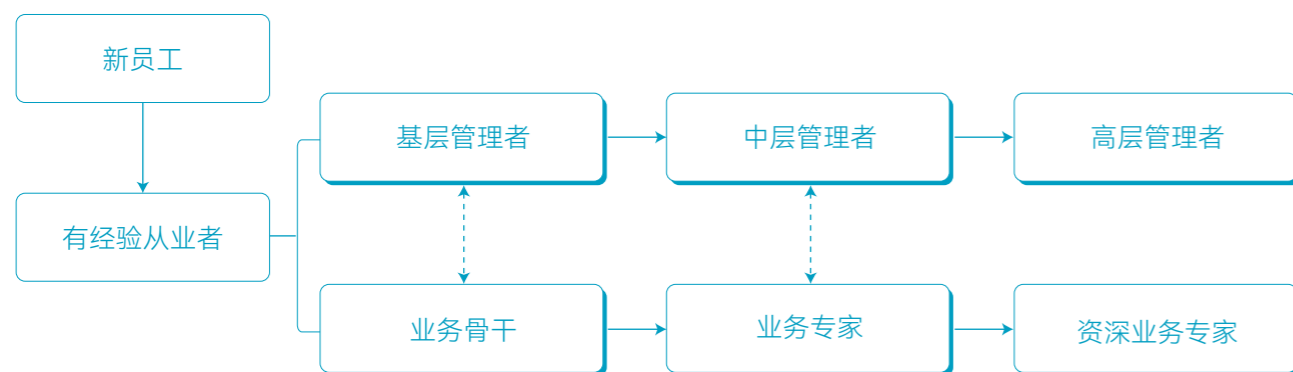 新员工
基层管理者
中层管理者
高层管理者
有经验从业者
业务骨干
业务专家
资深业务专家